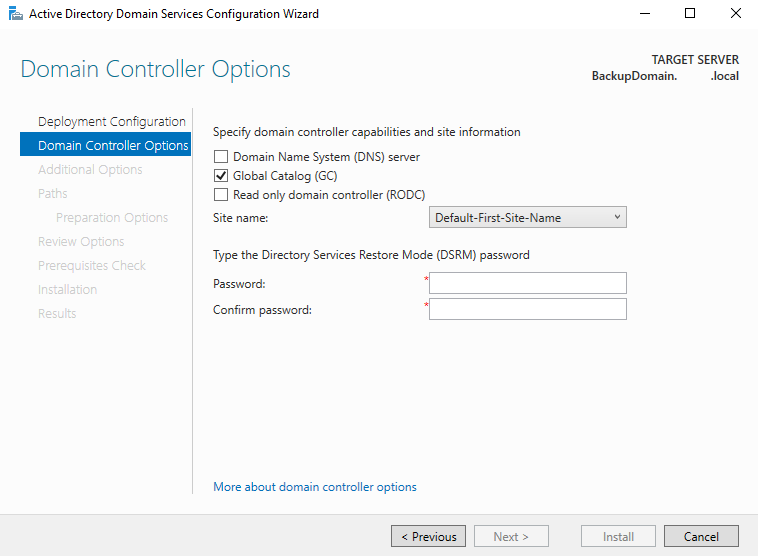 Active Directory Domain Services Configuration Wizard
Domain Controller Options
TARGET SERVER
BackupDomain. .local
Deployment Configuration
Domain Controller Options
Additional Options
Paths
Preparation Options
Review Options
Prerequisites Check
Installation
Results
Specify domain controller capabilities and site information
Domain Name System (DNS) server
Global Catalog (GC)
Read only domain controller (RODC)
Site name: Default-First-Site-Name
Type the Directory Services Restore Mode (DSRM) password
Password: *
Confirm password: *
More about domain controller options
< Previous Next > Install Cancel